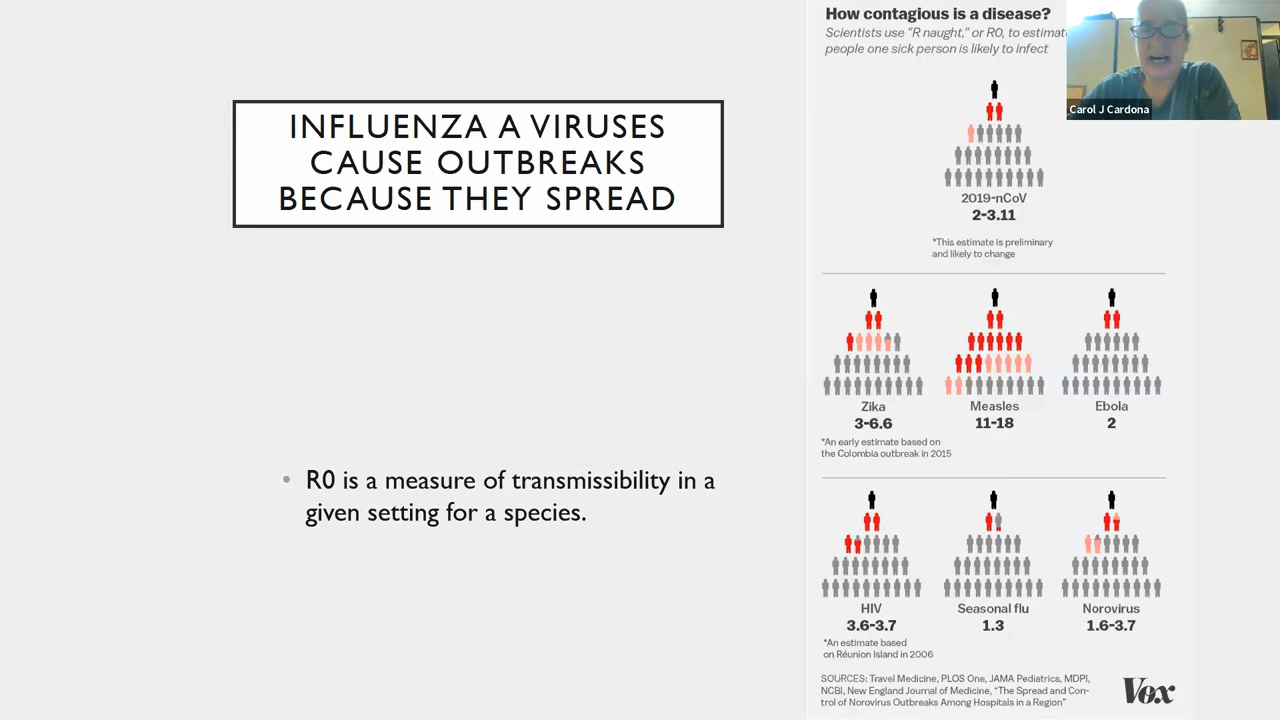 INFLUENZA A VIRUSES
CAUSE OUTBREAKS
BECAUSE THEY SPREAD
• R0 is a measure of transmissibility in a
given setting for a species.
How contagious is a disease?
Scientists use "R naught," or R0, to estimat
people one sick person is likely to infect
Carol J Cardona
2019-nCoV
2-3.11
*This estimate is preliminary
and likely to change
Zika
3-6.6
*An early estimate based on
the Colombia outbreak in 2015
Measles
11-18
Ebola
2
HIV
3.6-3.7
*An estimate based
on Réunion Island in 2006
Seasonal flu
1.3
Norovirus
1.6-3.7
SOURCES: Travel Medicine, PLOS One, JAMA Pediatrics, MDPI,
NCBI, New England Journal of Medicine, "The Spread and Con-
trol of Norovirus Outbreaks Among Hospitals in a Region"
Vox